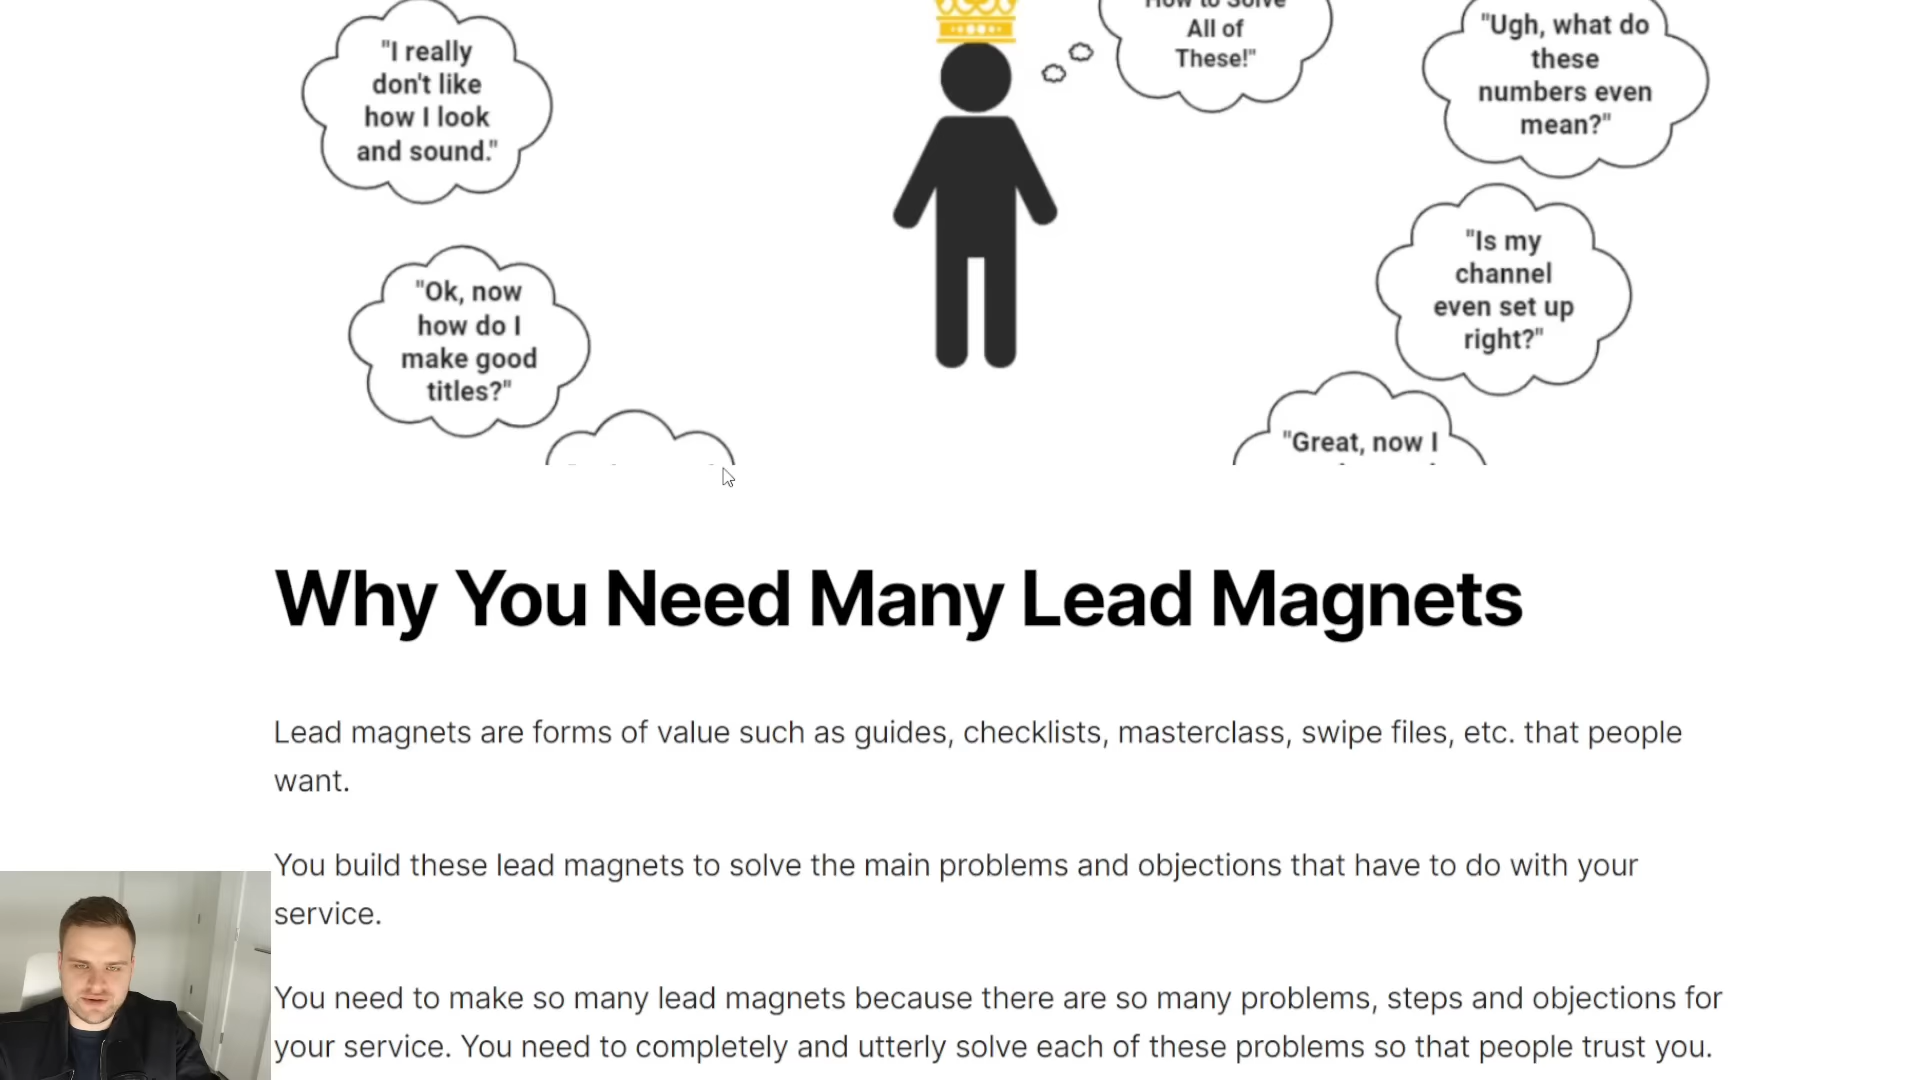 "I really
don't like
how I look
and sound."
How to Solve
All of
These!"
"Ugh, what do
these
numbers even
mean?"
"Is my
channel
even set up
right?"
"Ok, now
how do I
make good
titles?"
"Great, now I
Why You Need Many Lead Magnets
Lead magnets are forms of value such as guides, checklists, masterclass, swipe files, etc. that people
want.
You build these lead magnets to solve the main problems and objections that have to do with your
service.
You need to make so many lead magnets because there are so many problems, steps and objections for
your service. You need to completely and utterly solve each of these problems so that people trust you.